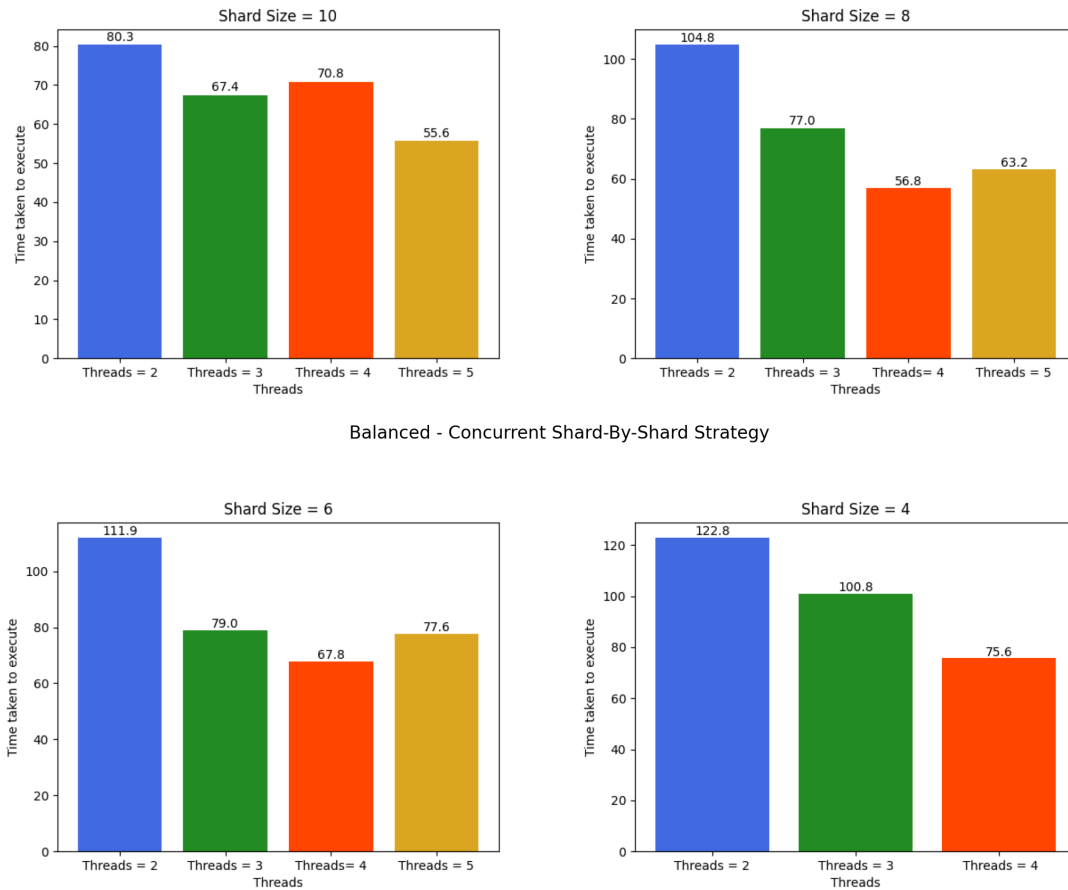 Shard Size = 10
80.3
67.4
70.8
55.6
80
70
60
50
40
30
20
10
0
Time taken to execute
Threads = 2
Threads = 3
Threads = 4
Threads = 5
Threads
Shard Size = 8
104.8
77.0
56.8
63.2
100
80
60
40
20
0
Time taken to execute
Threads = 2
Threads = 3
Threads= 4
Threads = 5
Threads
Balanced - Concurrent Shard-By-Shard Strategy
Shard Size = 6
111.9
79.0
67.8
77.6
100
80
60
40
20
0
Time taken to execute
Threads = 2
Threads = 3
Threads= 4
Threads = 5
Threads
Shard Size = 4
122.8
100.8
75.6
120
100
80
60
40
20
0
Time taken to execute
Threads = 2
Threads = 3
Threads = 4
Threads